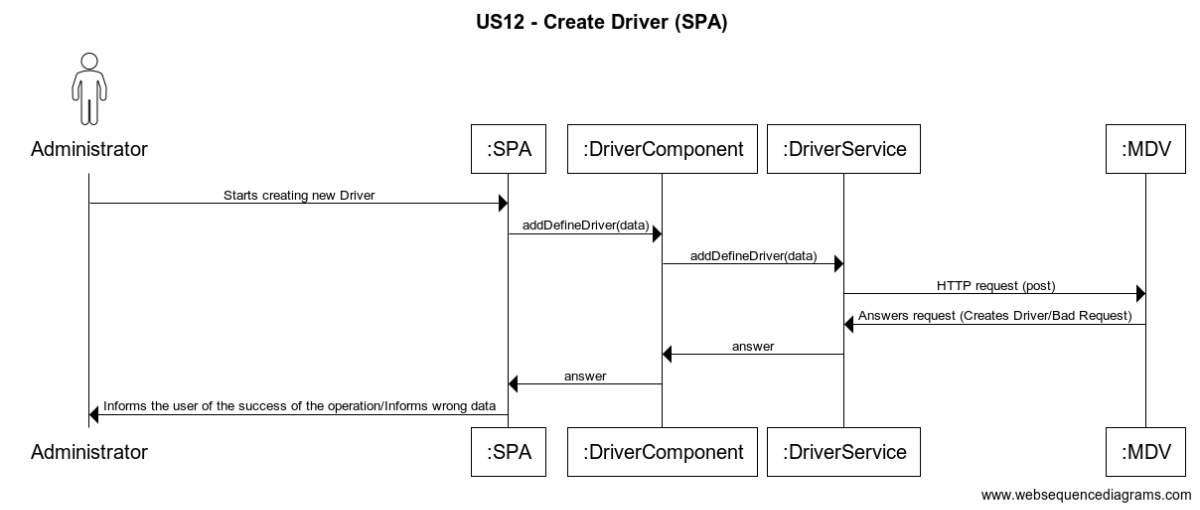 US12 - Create Driver (SPA)
Administrator
:SPA
:DriverComponent
:DriverService
:MDV
Starts creating new Driver
addDefineDriver(data)
addDefineDriver(data)
HTTP request (post)
Answers request (Creates Driver/Bad Request)
answer
answer
Informs the user of the success of the operation/Informs wrong data
Administrator
:SPA
:DriverComponent
:DriverService
:MDV
www.websequencediagrams.com